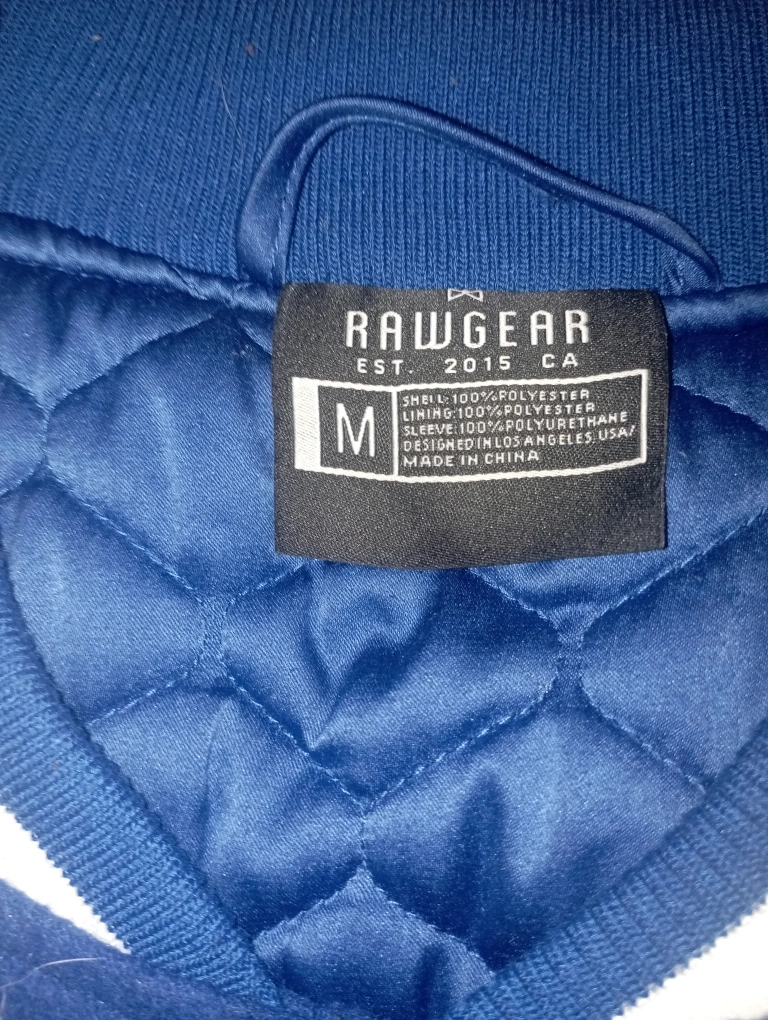 RAWGEAR
EST. 2015 CA
M
SHELL:100%POLYESTER
LINING:100%POLYESTER
SLEEVE:100%POLYURETHANE
DESIGNED IN LOS ANGELES, USA/
MADE IN CHINA